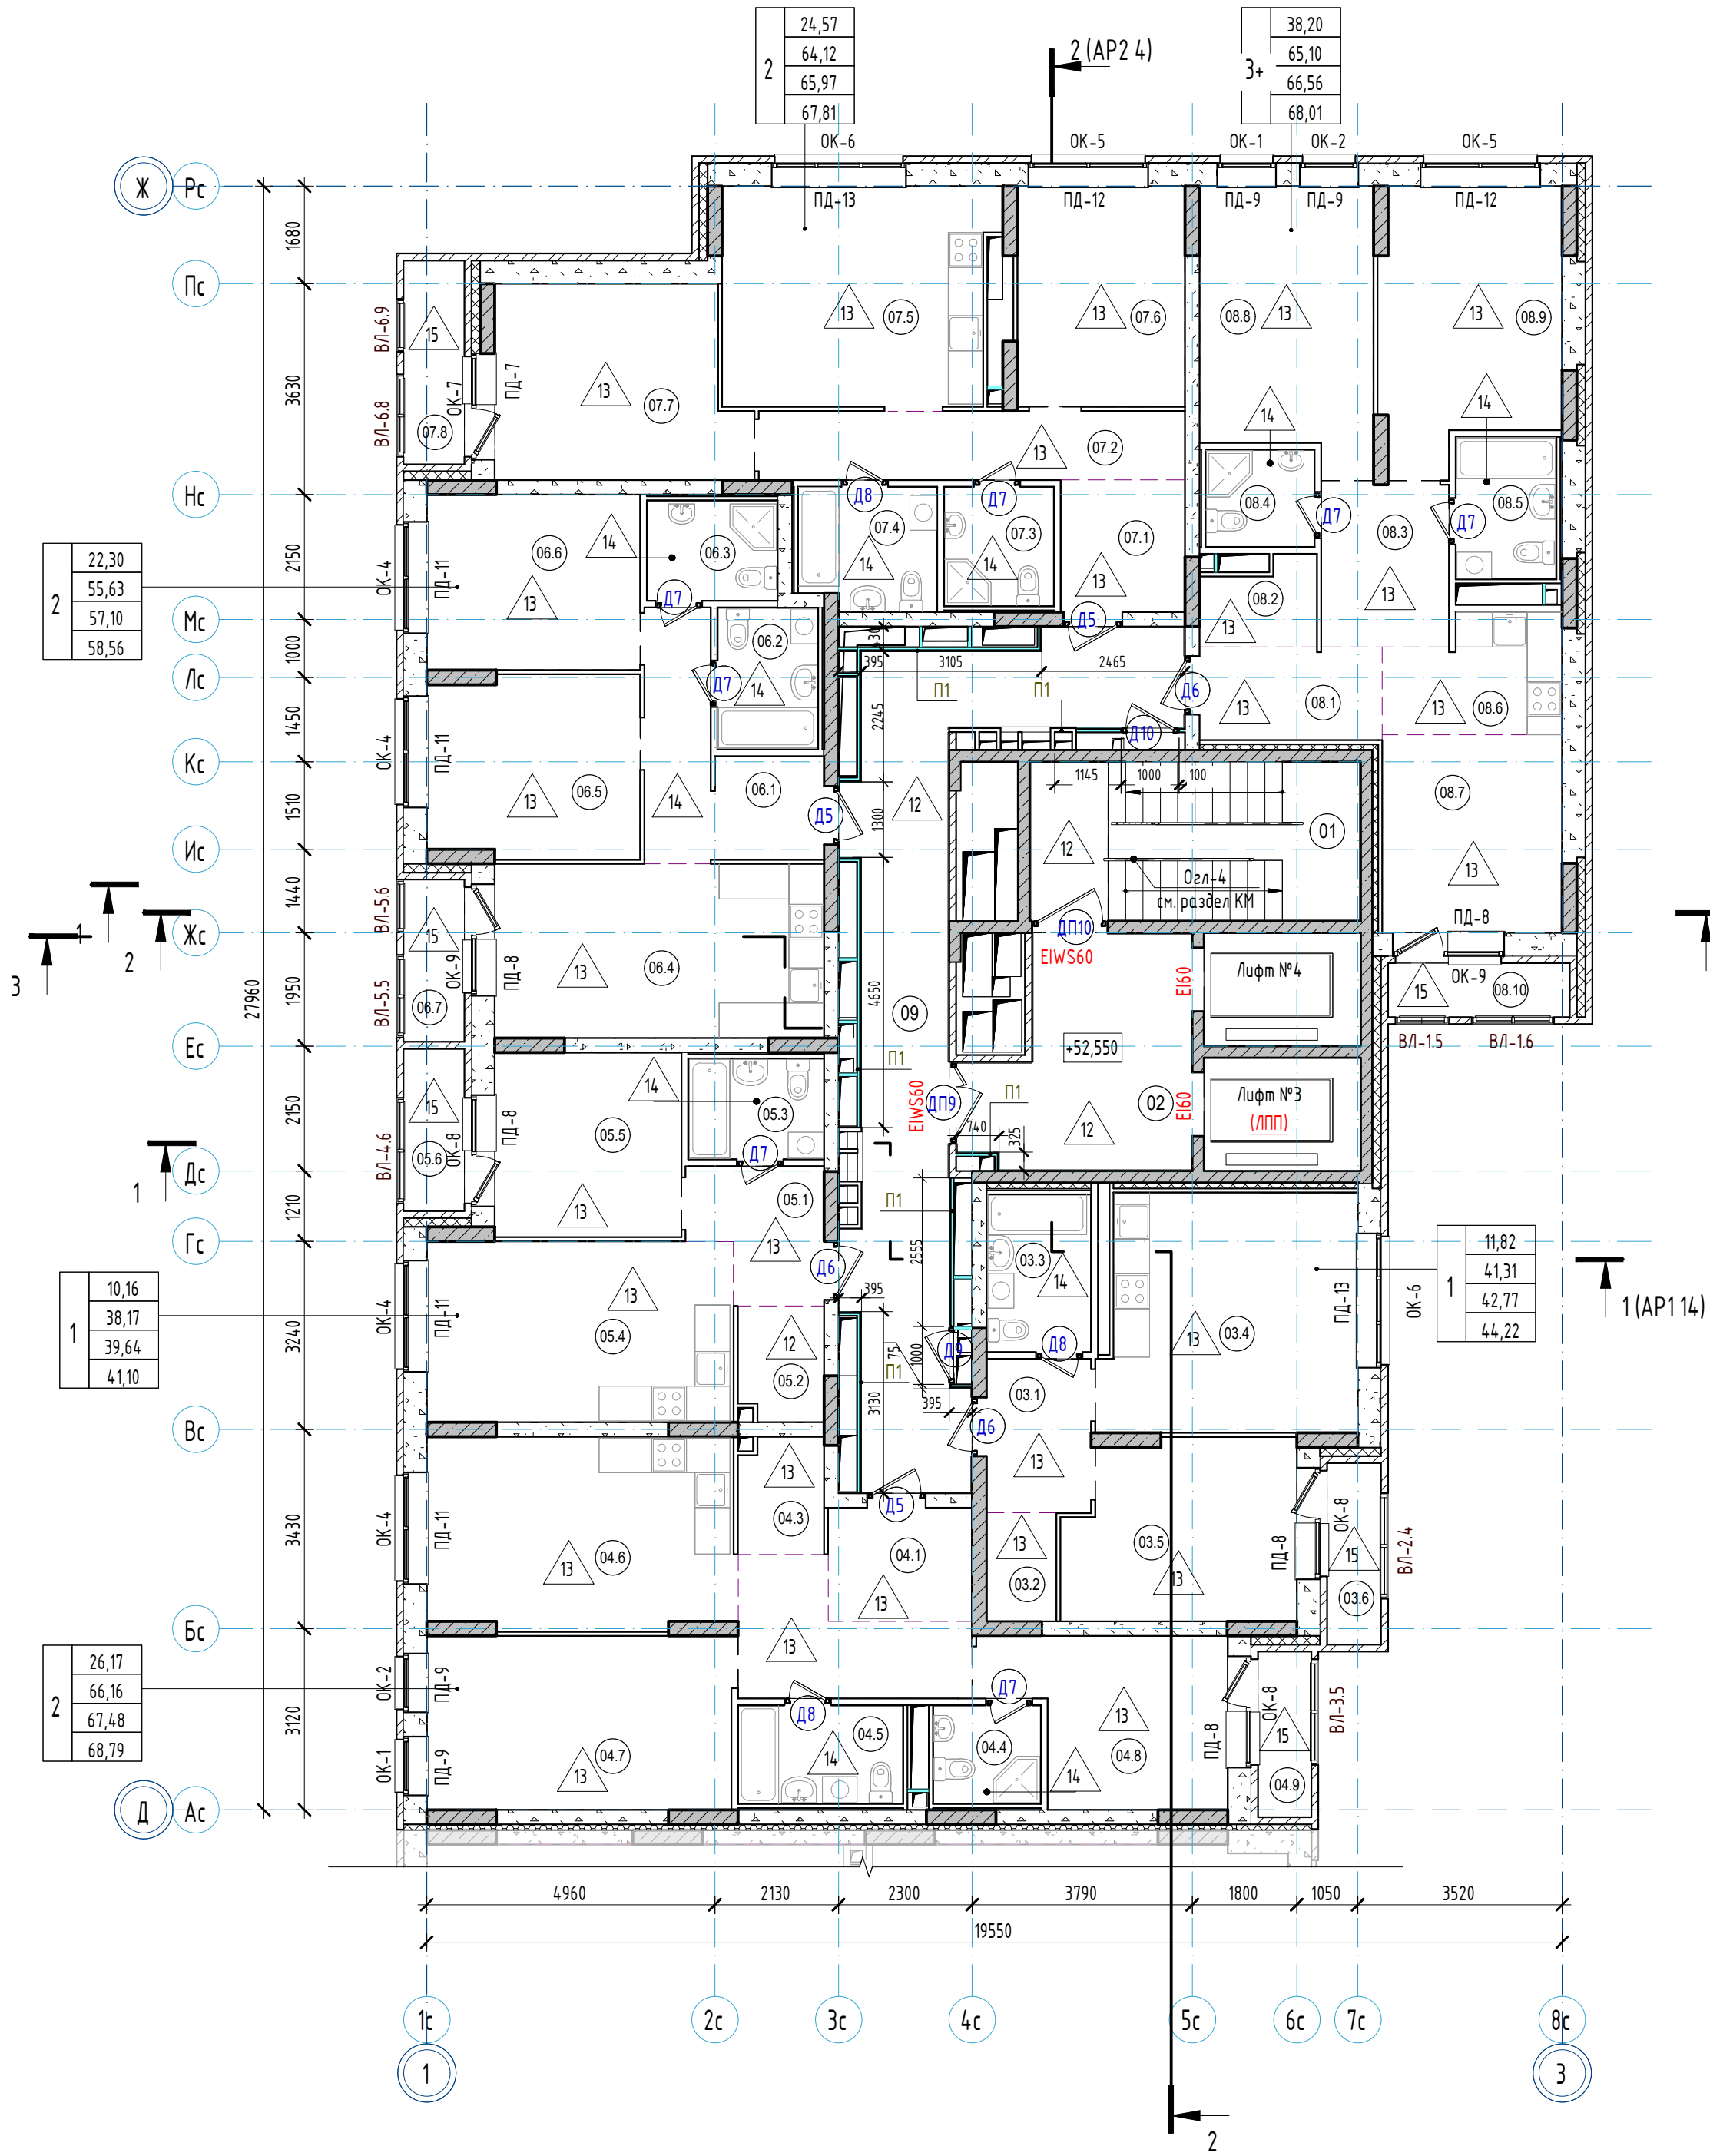 24,57
2
64,12
65,97
67,81
2 (АР2 4)
38,20
3+
65,10
66,56
68,01
ОК-6
ОК-5
ОК-1
ОК-2
ОК-5
Ж
Рс
ПД-13
ПД-12
ПД-9
ПД-9
ПД-12
1680
Пс
ВЛ-6.9
15
13
07.5
13
07.6
08.8
13
13
08.9
3630
ОК-7
ПД-7
13
07.7
ВЛ-6.8
07.8
14
14
13
07.2
Нс
Д8
Д7
08.4
Д7
Д7
08.5
07.4
07.3
07.1
08.3
14
06.3
14
14
06.6
22,30
2
55,63
57,10
58,56
2150
ОК-4
ПД-11
13
Д7
13
08.2
13
13
Мс
Д5
06.2
430
1000
395
3105
2465
Лс
Д7
14
П1
П1
Д6
13
08.1
13
08.6
1450
2245
Д10
ОК-4
ПД-11
Кс
1145
1000
100
13
06.5
14
06.1
12
08.7
1510
Д5
1300
12
01
Ис
13
Огл-4
см. раздел КМ
1440
ВЛ-5.6
1
2
3
Жс
15
ДП10
ПД-8
EIWS60
13
06.4
ОК-9
ПД-8
Лифт №4
EI60
ОК-9
15
08.10
27960
1950
ВЛ-5.5
06.7
4650
09
+52,550
ВЛ-1.5
ВЛ-1.6
Ес
П1
14
15
2150
ПД-8
05.5
05.3
EIWS60
ДП9
П1
02
EI60
Лифт №3
(ЛПП)
12
740
325
ВЛ-4.6
05.6
ОК-8
Д7
Дс
1
05.1
П1
13
1210
13
Гс
2555
03.3
11,82
1
41,31
42,77
44,22
Д6
14
1 (АР1 14)
10,16
1
38,17
39,64
41,10
13
395
ОК-4
ПД-11
05.4
3240
12
75
1000
Д9
Д8
13
03.4
ПД-13
ОК-6
05.2
П1
3130
395
03.1
Вс
Д6
13
13
ОК-4
ПД-11
04.3
Д5
ОК-8
3430
13
04.6
04.1
13
03.2
03.5
13
ПД-8
15
03.6
ВЛ-2.4
13
Бс
13
26,17
2
66,16
67,48
68,79
ОК-2
ПД-9
Д8
Д7
ОК-8
ВЛ-3.5
3120
13
04.5
04.4
04.8
ПД-8
15
14
14
04.7
13
ОК-1
ПД-9
04.9
Д
Ас
4960
2130
2300
3790
1800
1050
3520
19550
1с
2с
3с
4с
5с
6с
7с
8с
1
3
2